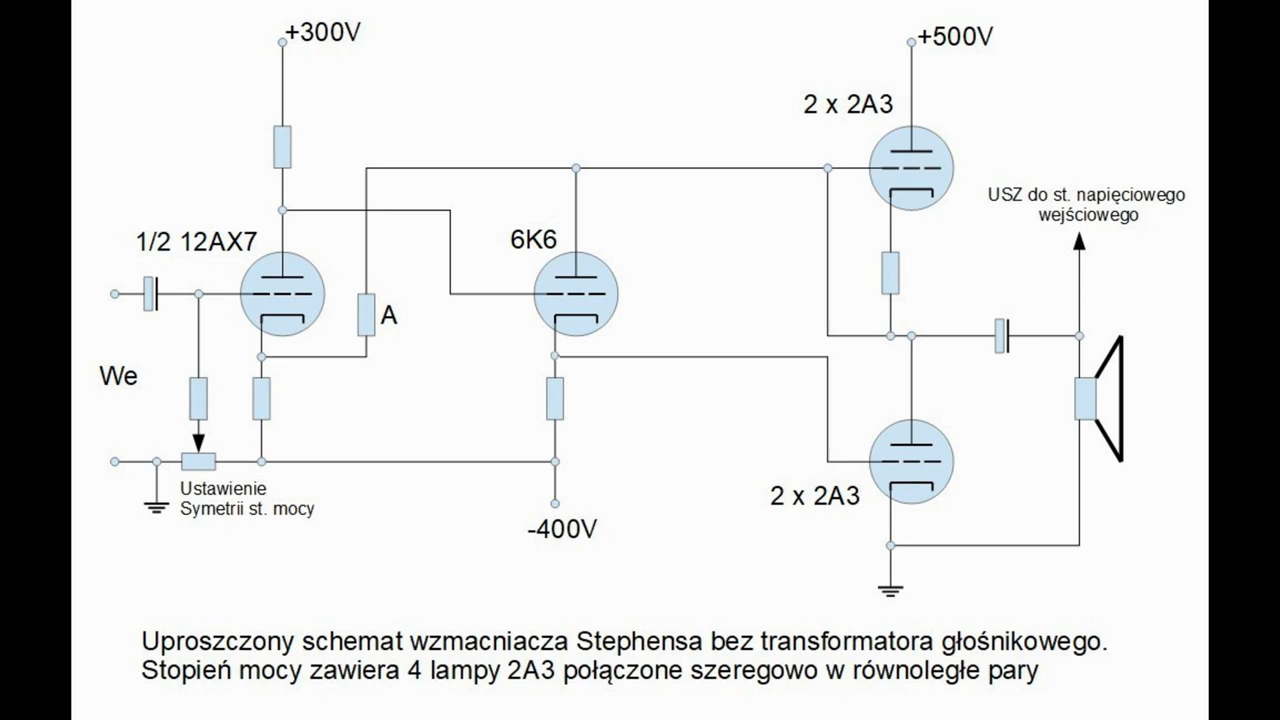 +300V
+500V
2 x 2A3
USZ do st. napięciowego
wejściowego
1/2 12AX7
6K6
A
We
Ustawienie
Symetrii st. mocy
2 x 2A3
-400V
Uproszczony schemat wzmacniacza Stephensa bez transformatora głośnikowego.
Stopień mocy zawiera 4 lampy 2A3 połączone szeregowo w równoległe pary